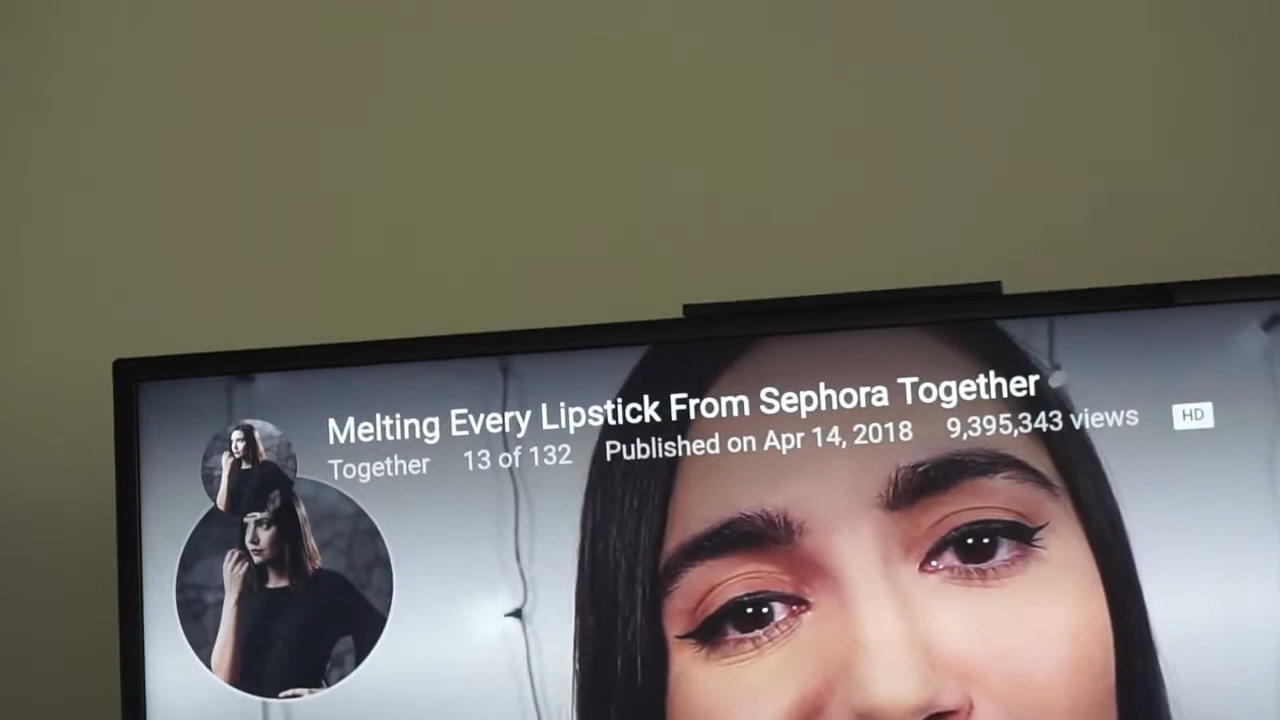 Melting Every Lipstick From Sephora Together
Together 13 of 132 Published on Apr 14, 2018 9,395,343 views HD